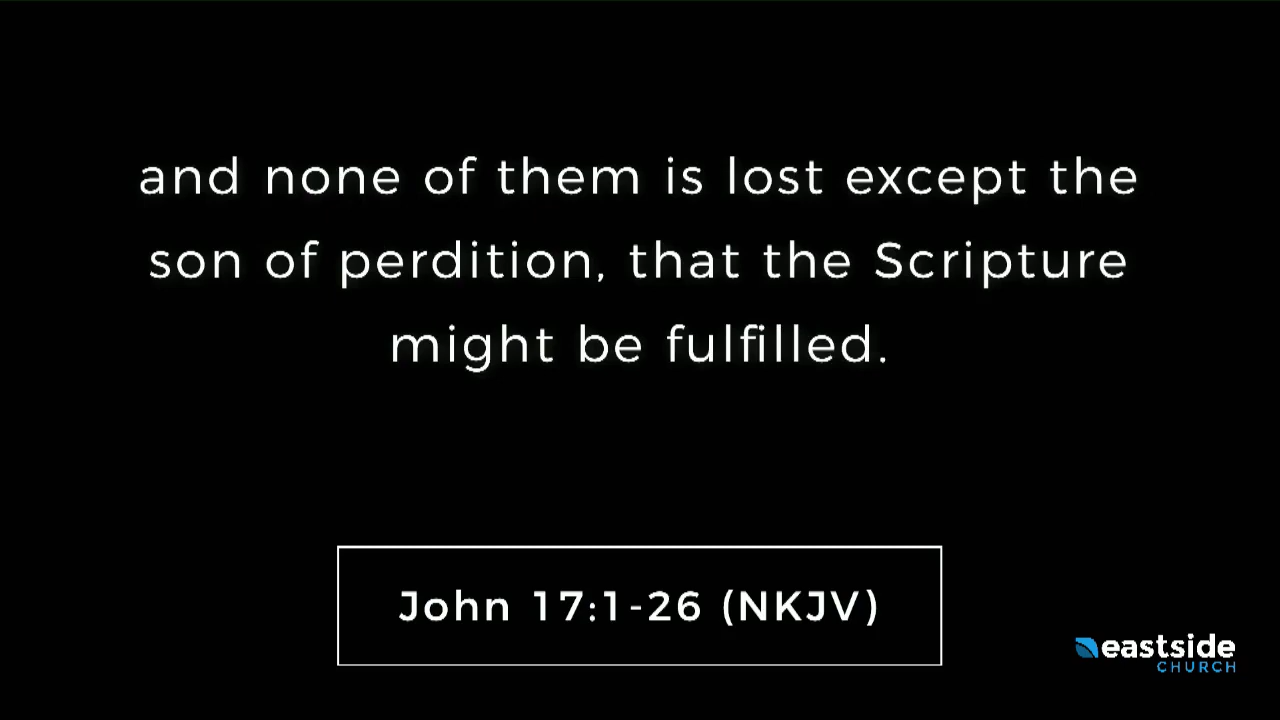 and none of them is lost except the
son of perdition, that the Scripture
might be fulfilled.
John 17:1-26 (NKJV)
eastside
CHURCH